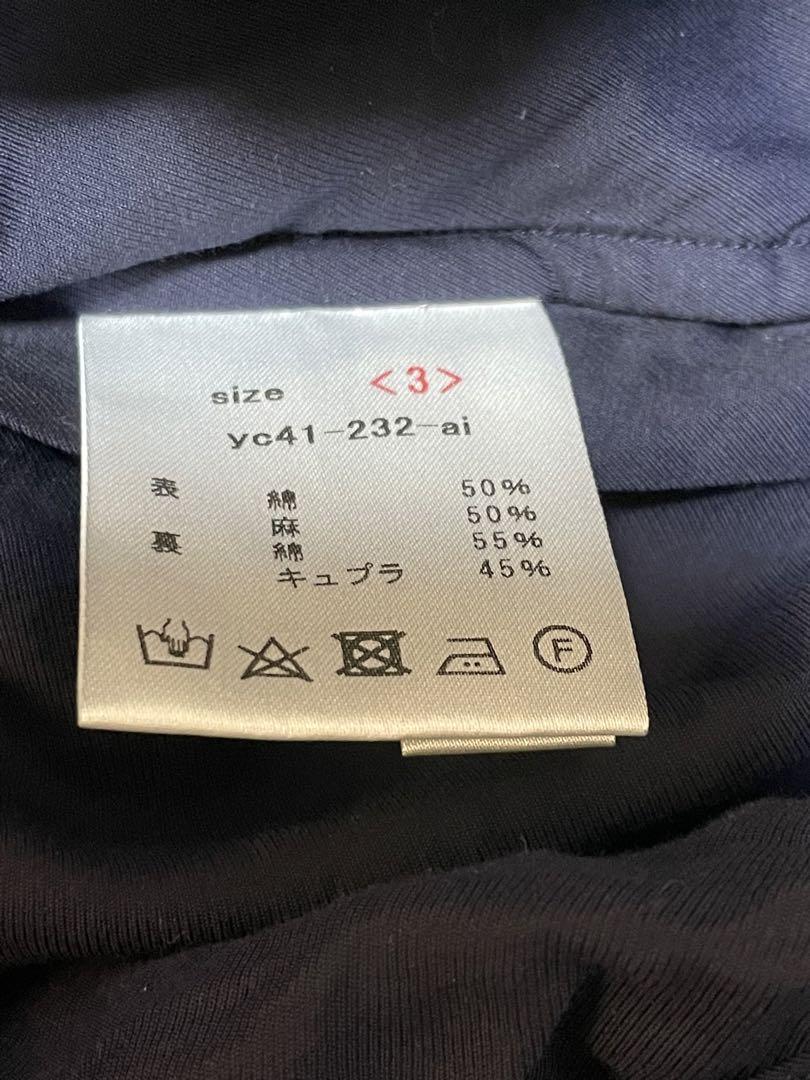 size <3>
yc41-232-ai
表 綿 50%
麻 50%
裏 綿 55%
キュプラ 45%
F